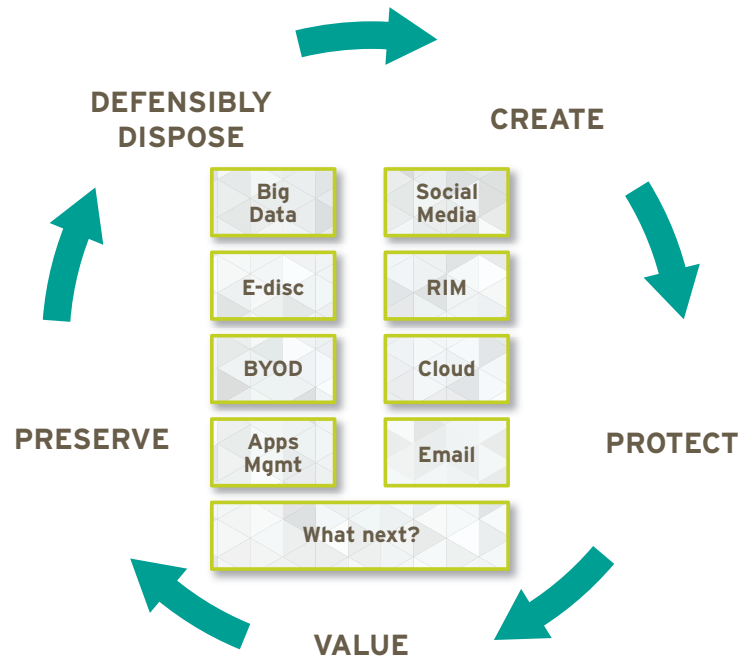 DEFENSIBLY
DISPOSE
CREATE
Big
Data
Social
Media
E-disc
RIM
BYOD
Cloud
PRESERVE
Apps
Mgmt
Email
PROTECT
What next?
VALUE